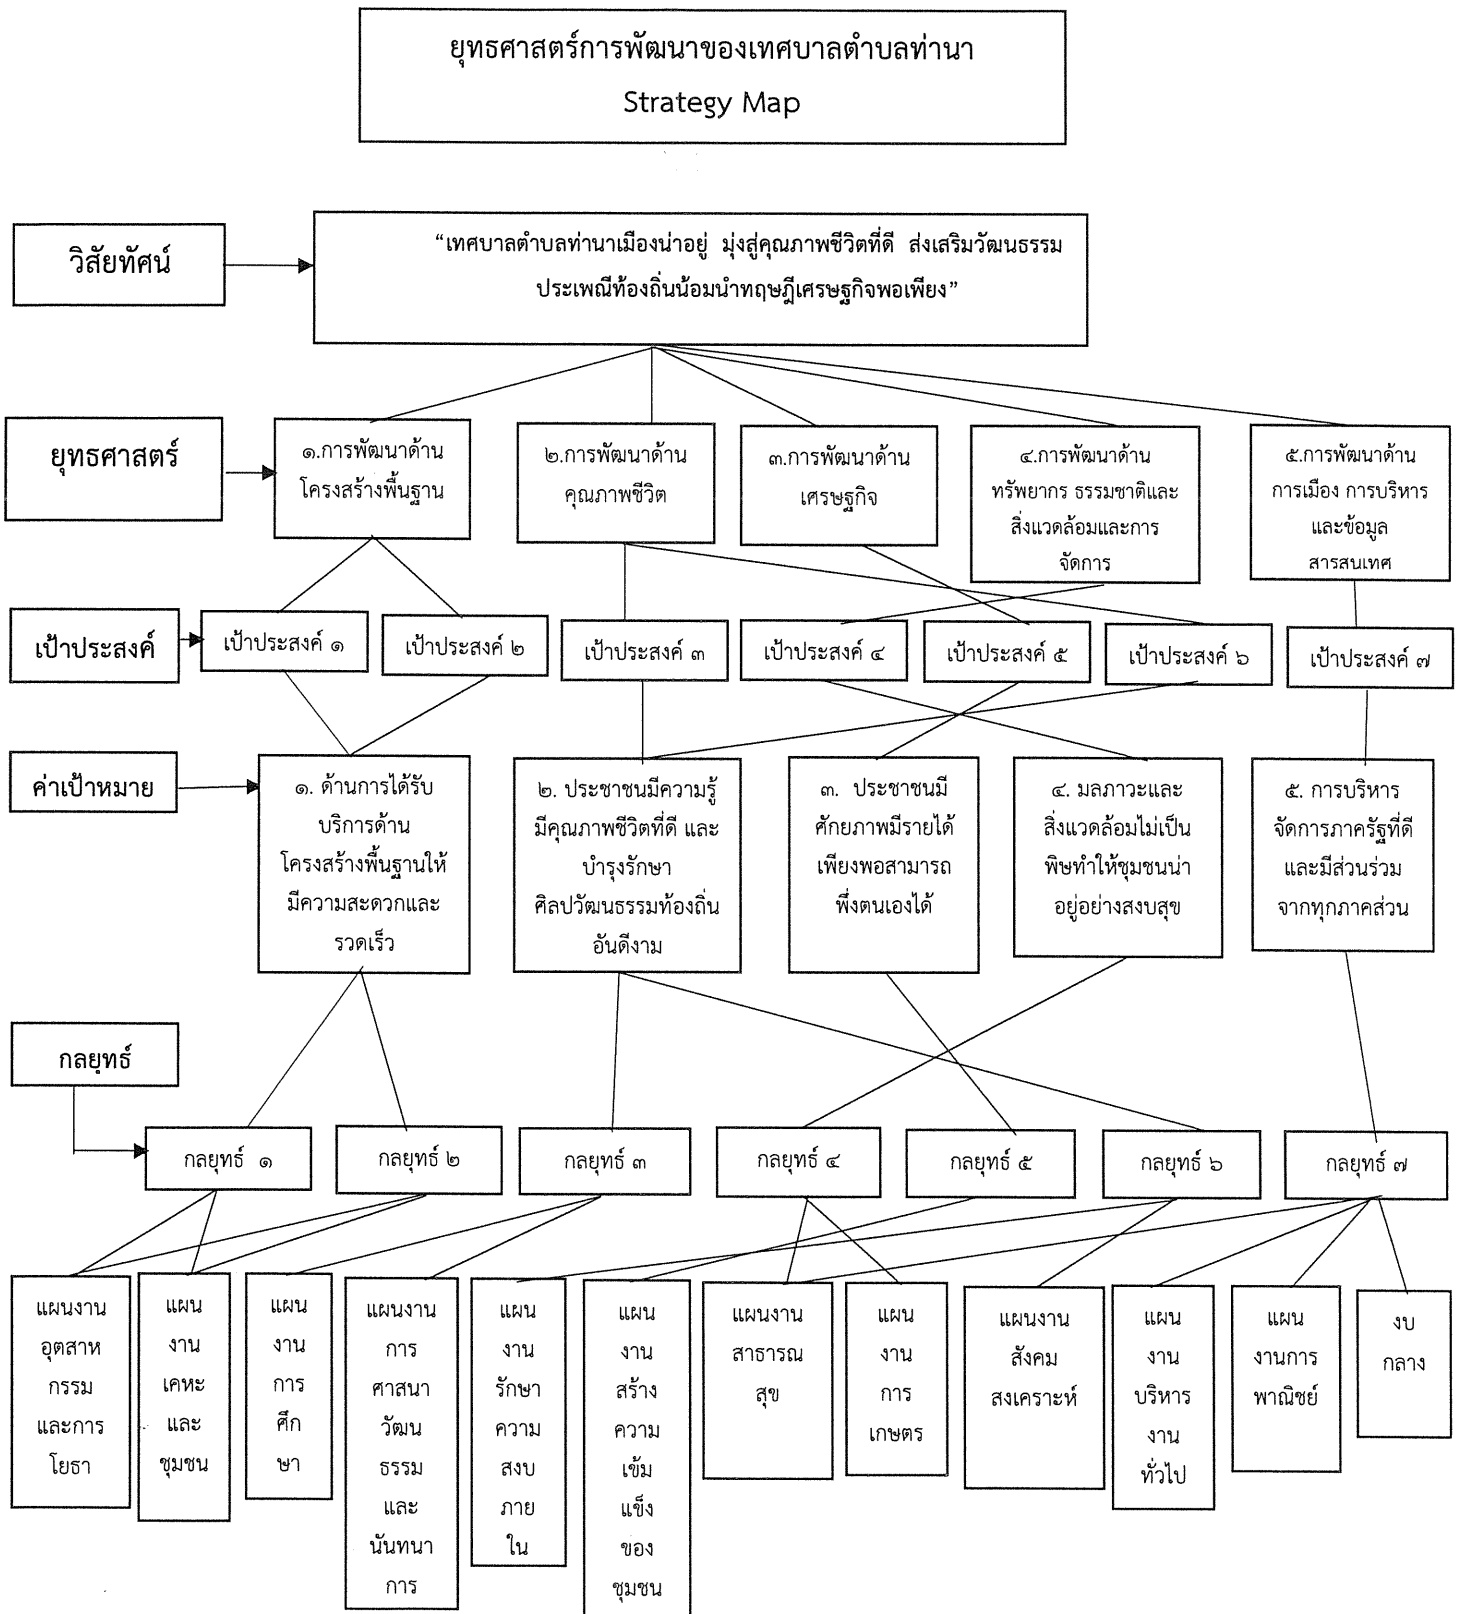 ยุทธศาสตร์การพัฒนาของเทศบาลตำบลท่านา
Strategy Map
วิสัยทัศน์
“เทศบาลตำบลท่านาเมืองน่าอยู่ มุ่งสู่คุณภาพชีวิตที่ดี ส่งเสริมวัฒนธรรม
ประเพณีท้องถิ่นน้อมนำทฤษฎีเศรษฐกิจพอเพียง”
ยุทธศาสตร์
๑.การพัฒนาด้าน
โครงสร้างพื้นฐาน
๒.การพัฒนาด้าน
คุณภาพชีวิต
๓.การพัฒนาด้าน
เศรษฐกิจ
๔.การพัฒนาด้าน
ทรัพยากร ธรรมชาติและ
สิ่งแวดล้อมและการ
จัดการ
๕.การพัฒนาด้าน
การเมือง การบริหาร
และข้อมูล
สารสนเทศ
เป้าประสงค์
เป้าประสงค์ ๑
เป้าประสงค์ ๒
เป้าประสงค์ ๓
เป้าประสงค์ ๔
เป้าประสงค์ ๕
เป้าประสงค์ ๖
เป้าประสงค์ ๗
ค่าเป้าหมาย
๑. ด้านการได้รับ
บริการด้าน
โครงสร้างพื้นฐานให้
มีความสะดวกและ
รวดเร็ว
๒. ประชาชนมีความรู้
มีคุณภาพชีวิตที่ดี และ
บำรุงรักษา
ศิลปวัฒนธรรมท้องถิ่น
อันดีงาม
๓. ประชาชนมี
ศักยภาพมีรายได้
เพียงพอสามารถ
พึ่งตนเองได้
๔. มลภาวะและ
สิ่งแวดล้อมไม่เป็น
พิษทำให้ชุมชนน่า
อยู่อย่างสงบสุข
๕. การบริหาร
จัดการภาครัฐที่ดี
และมีส่วนร่วม
จากทุกภาคส่วน
กลยุทธ์
กลยุทธ์ ๑
กลยุทธ์ ๒
กลยุทธ์ ๓
กลยุทธ์ ๔
กลยุทธ์ ๕
กลยุทธ์ ๖
กลยุทธ์ ๗
แผนงาน
อุตสาห
กรรม
และการ
โยธา
แผน
งาน
เคหะ
และ
ชุมชน
แผน
งาน
การ
ศึก
ษา
แผนงาน
การ
ศาสนา
วัฒน
ธรรม
และ
นันทนา
การ
แผน
งาน
รักษา
ความ
สงบ
ภาย
ใน
แผน
งาน
สร้าง
ความ
เข้ม
แข็ง
ของ
ชุมชน
แผนงาน
สาธารณ
สุข
แผน
งาน
การ
เกษตร
แผนงาน
สังคม
สงเคราะห์
แผน
งาน
บริหาร
งาน
ทั่วไป
แผน
งานการ
พาณิชย์
งบ
กลาง